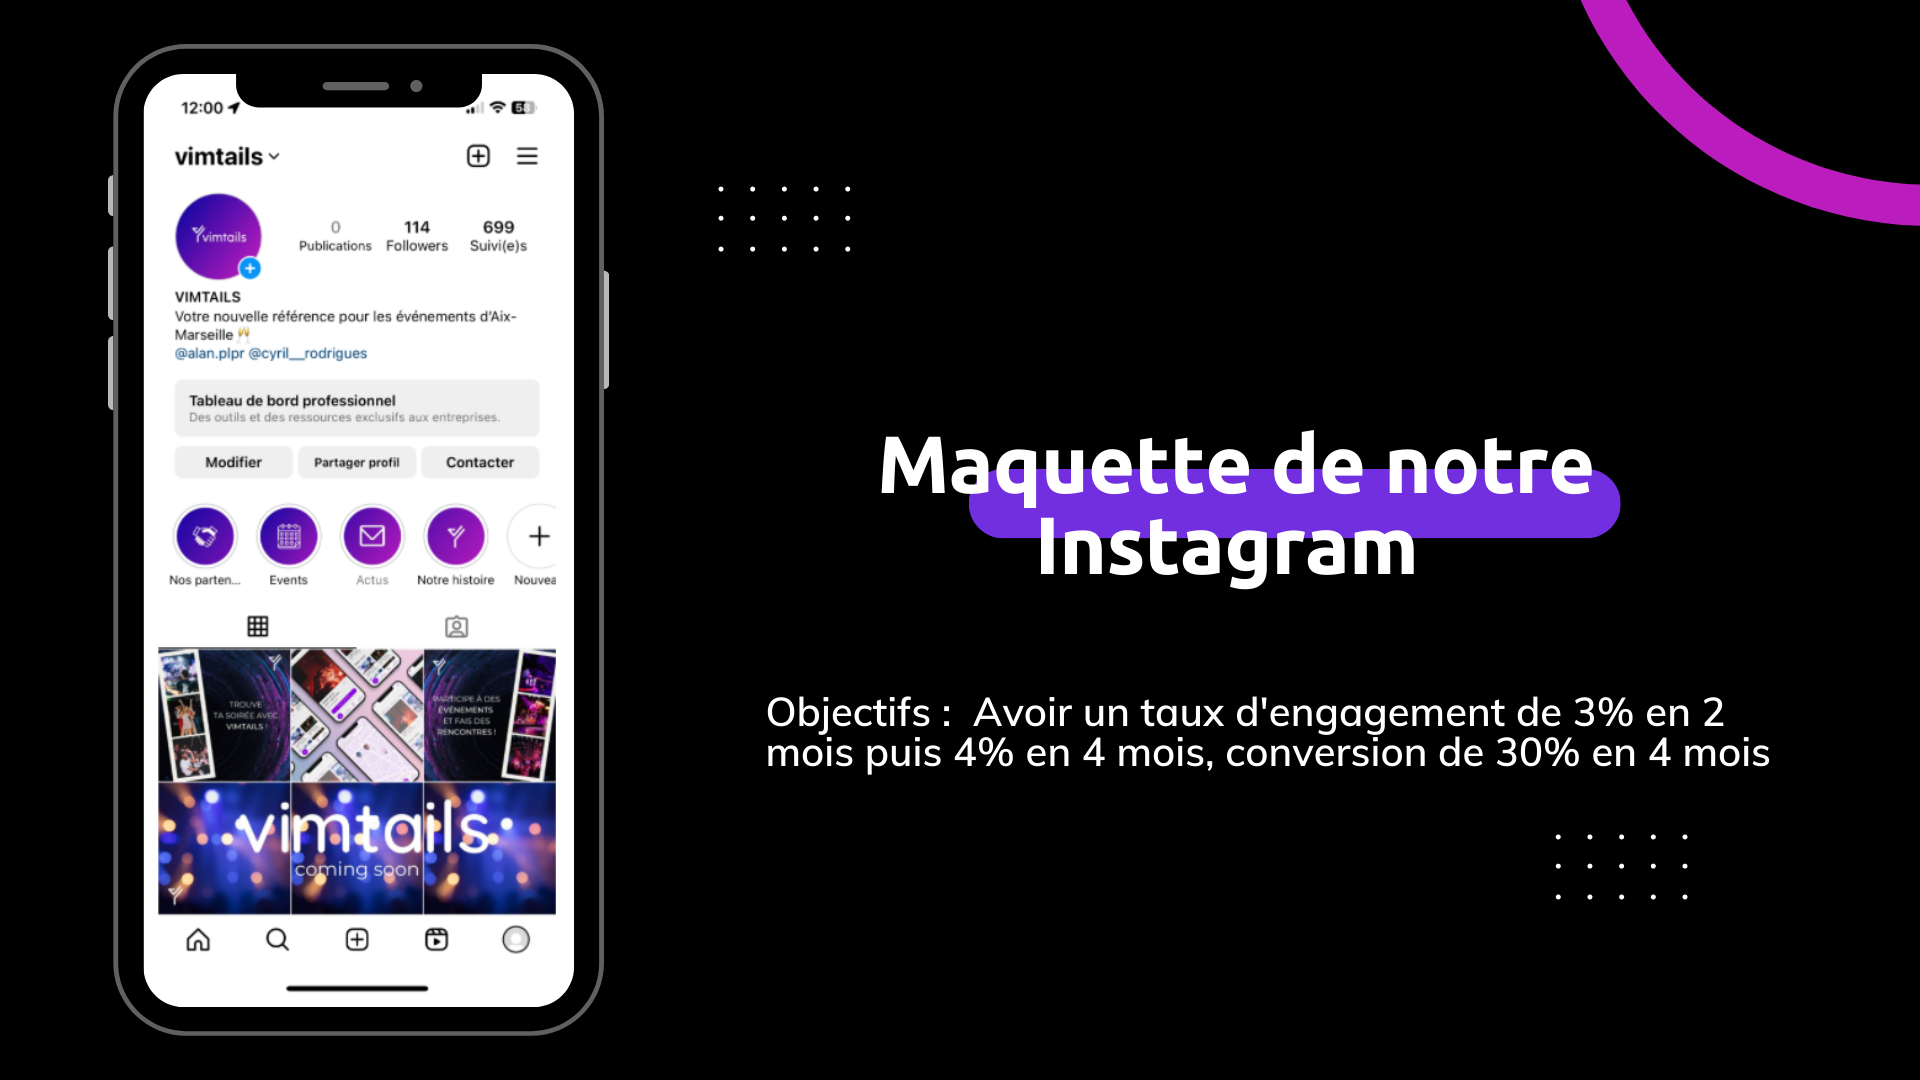 12:00
53
vimtails
vimtails
0
114
699
Publications
Followers
Suivi(e)s
VIMTAILS
Votre nouvelle référence pour les événements d'Aix-
Marseille 🥂
@alan.plpr @cyril__rodrigues
Tableau de bord professionnel
Des outils et des ressources exclusifs aux entreprises.
Modifier
Partager profil
Contacter
Nos parten...
Events
Actus
Notre histoire
Nouvea
TROUVE
TA SOIRÉE AVEC
VIMTAILS !
PARTICIPE À DES
ÉVÉNEMENTS
ET FAIS DES
RENCONTRES !
vimtails
coming soon
Maquette de notre
Instagram
Objectifs :  Avoir un taux d'engagement de 3% en 2
mois puis 4% en 4 mois, conversion de 30% en 4 mois